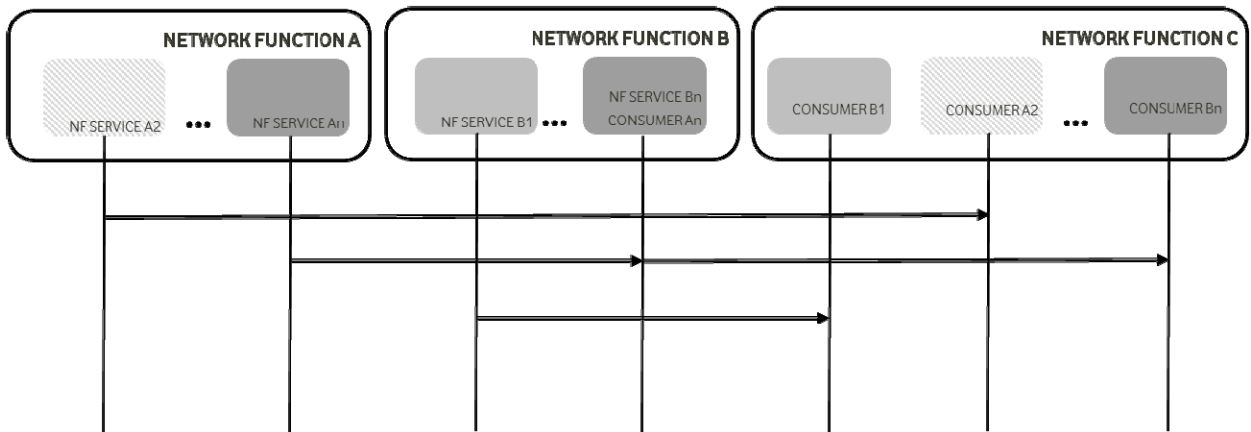 NETWORK FUNCTION A
NF SERVICE A2
...
NF SERVICE An
NETWORK FUNCTION B
NF SERVICE B1
...
NF SERVICE Bn
CONSUMER An
NETWORK FUNCTION C
CONSUMER B1
CONSUMER A2
...
CONSUMER Bn